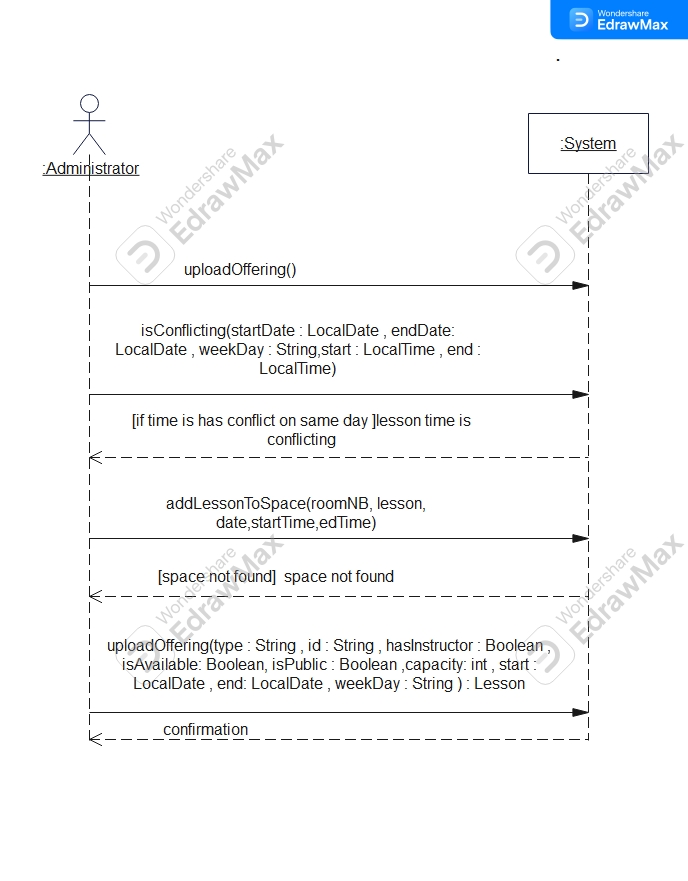 Wondershare
EdrawMax
.
:System
:Administrator
Wondershare
EdrawMax
Wondershare
EdrawMax
uploadOffering()
isConflicting(startDate : LocalDate , endDate:
LocalDate , weekDay : String,start : LocalTime , end :
LocalTime)
[if time is has conflict on same day ]lesson time is
conflicting
addLessonToSpace(roomNB, lesson,
date,startTime,edTime)
[space not found]  space not found
Wondershare
EdrawMax
Wondershare
EdrawMax
uploadOffering(type : String , id : String , hasInstructor : Boolean ,
isAvailable: Boolean, isPublic : Boolean ,capacity: int , start :
LocalDate , end: LocalDate , weekDay : String ) : Lesson
confirmation